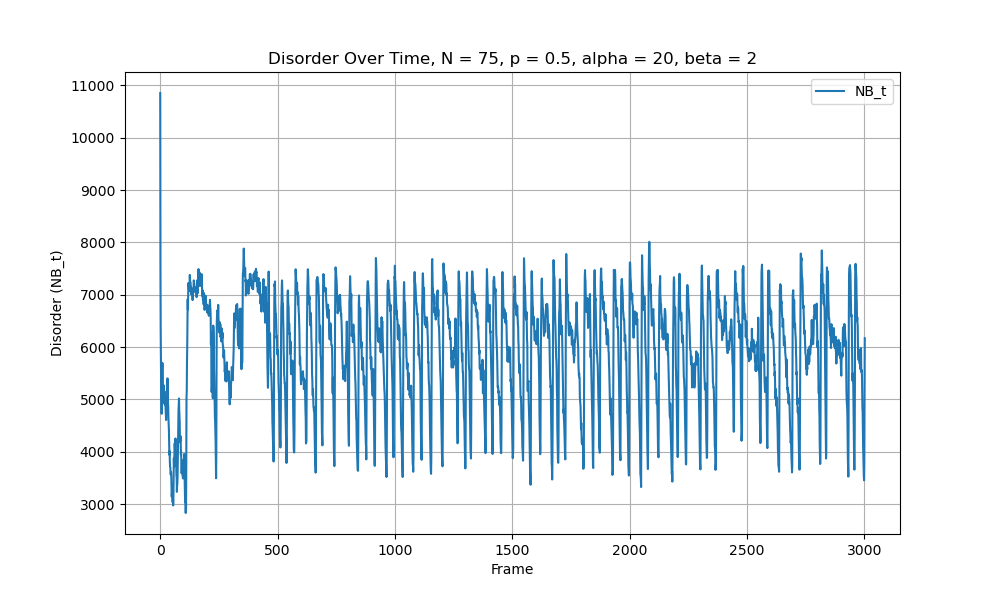 Disorder Over Time, N = 75, p = 0.5, alpha = 20, beta = 2
NB_t
11000
10000
9000
8000
7000
6000
5000
4000
3000
Disorder (NB_t)
0 500 1000 1500 2000 2500 3000
Frame